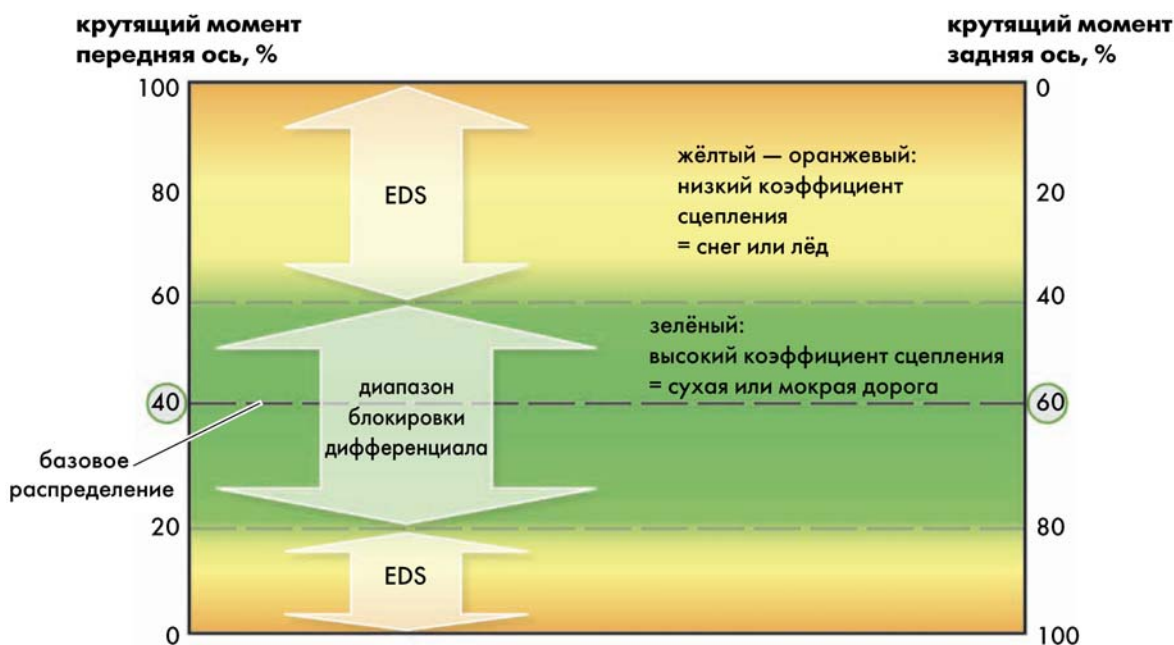 крутящий момент
передняя ось, %
крутящий момент
задняя ось, %
100
0
EDS
жёлтый — оранжевый:
низкий коэффициент
сцепления
= снег или лёд
80
20
60
40
зелёный:
высокий коэффициент сцепления
= сухая или мокрая дорога
диапазон
блокировки
дифференциала
40
60
базовое
распределение
20
80
EDS
0
100